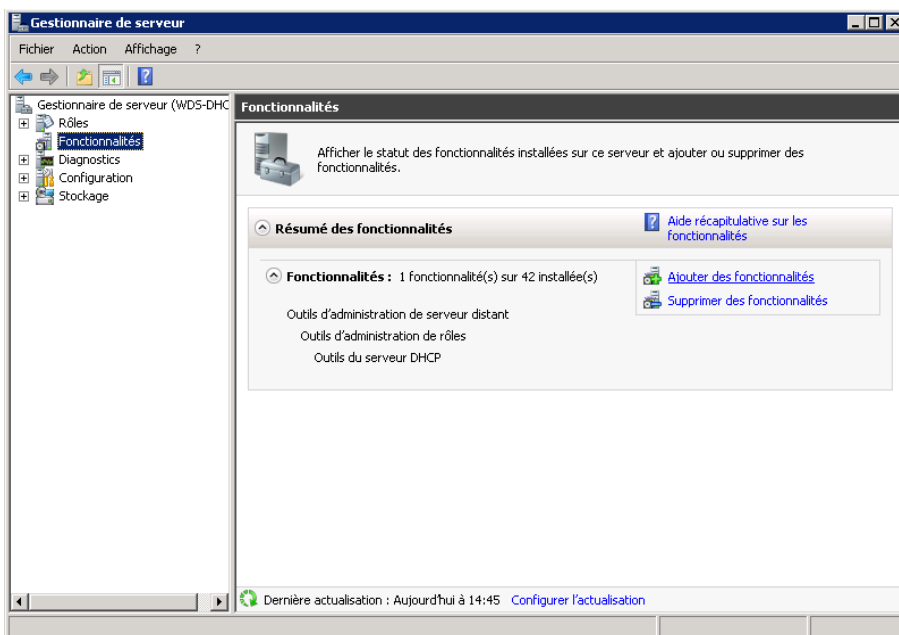 Gestionnaire de serveur
Fichier Action Affichage ?
Gestionnaire de serveur (WDS-DHC
Rôles
Fonctionnalités
Diagnostics
Configuration
Stockage
Fonctionnalités
Afficher le statut des fonctionnalités installées sur ce serveur et ajouter ou supprimer des
fonctionnalités.
Résumé des fonctionnalités
Aide récapitulative sur les
fonctionnalités
Fonctionnalités : 1 fonctionnalité(s) sur 42 installée(s)
Ajouter des fonctionnalités
Supprimer des fonctionnalités
Outils d'administration de serveur distant
Outils d'administration de rôles
Outils du serveur DHCP
Dernière actualisation : Aujourd'hui à 14:45 Configurer l'actualisation